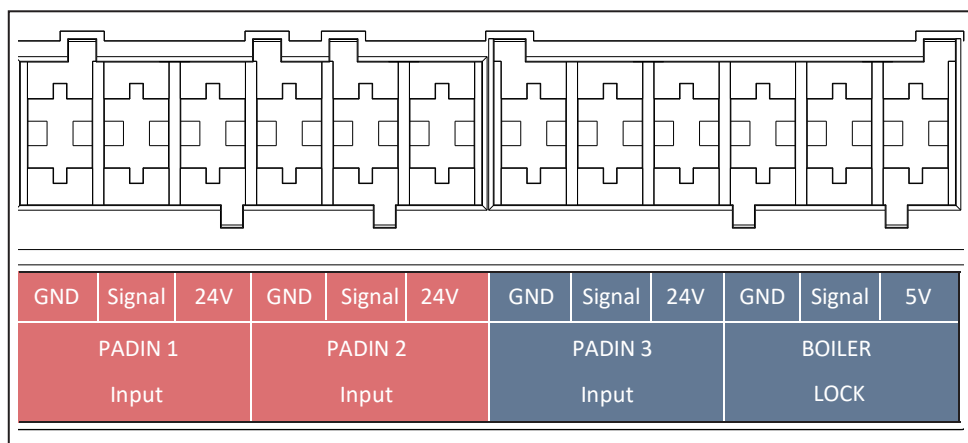 GND Signal 24V GND Signal 24V GND Signal 24V GND Signal 5V
PADIN 1 PADIN 2 PADIN 3 BOILER
Input Input Input LOCK